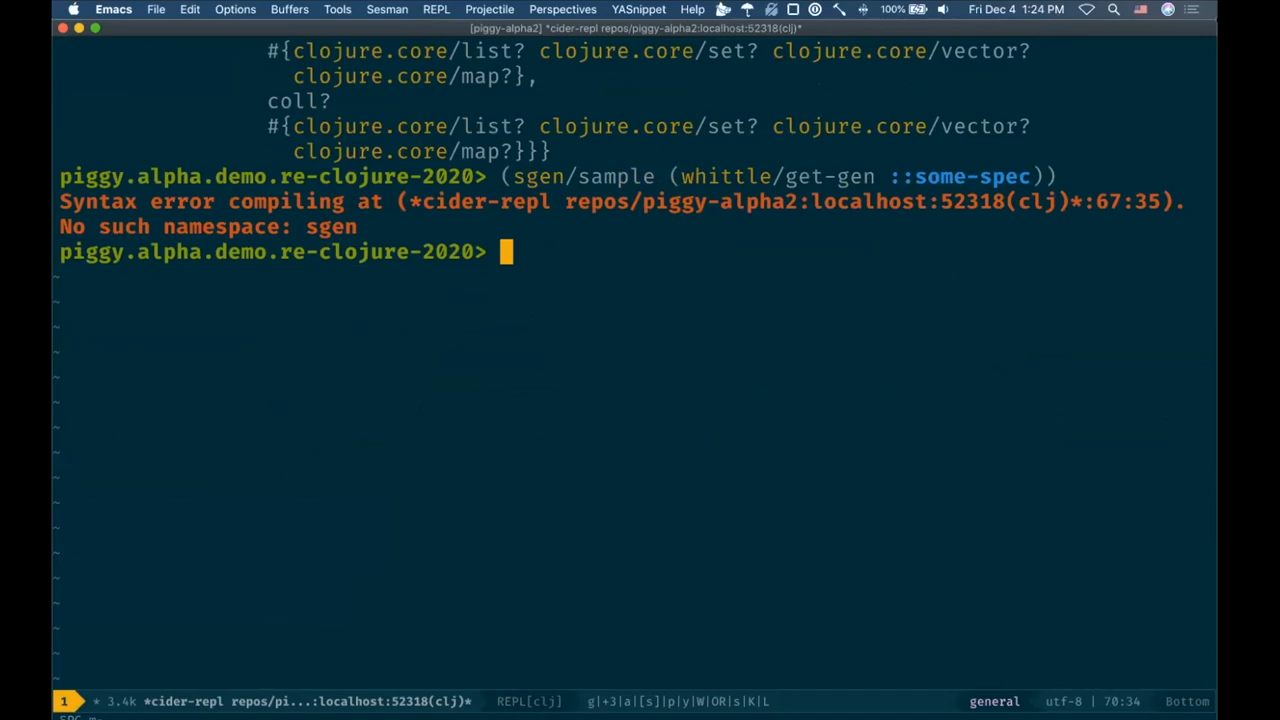 Emacs File Edit Options Buffers Tools Sesman REPL Projectile Perspectives YASnippet Help 100% Fri Dec 4 1:24 PM
[piggy-alpha2] *cider-repl repos/piggy-alpha2:localhost:52318(clj)*
#{clojure.core/list? clojure.core/set? clojure.core/vector?
clojure.core/map?},
coll?
#{clojure.core/list? clojure.core/set? clojure.core/vector?
clojure.core/map?}}}
piggy.alpha.demo.re-clojure-2020> (sgen/sample (whittle/get-gen ::some-spec))
Syntax error compiling at (*cider-repl repos/piggy-alpha2:localhost:52318(clj)*:67:35).
No such namespace: sgen
piggy.alpha.demo.re-clojure-2020>
1 * 3.4k *cider-repl repos/pi...:localhost:52318(clj)* REPL[clj] g|+3|a|[s]|p|y|W|OR|s|K|L general utf-8 | 70:34 Bottom